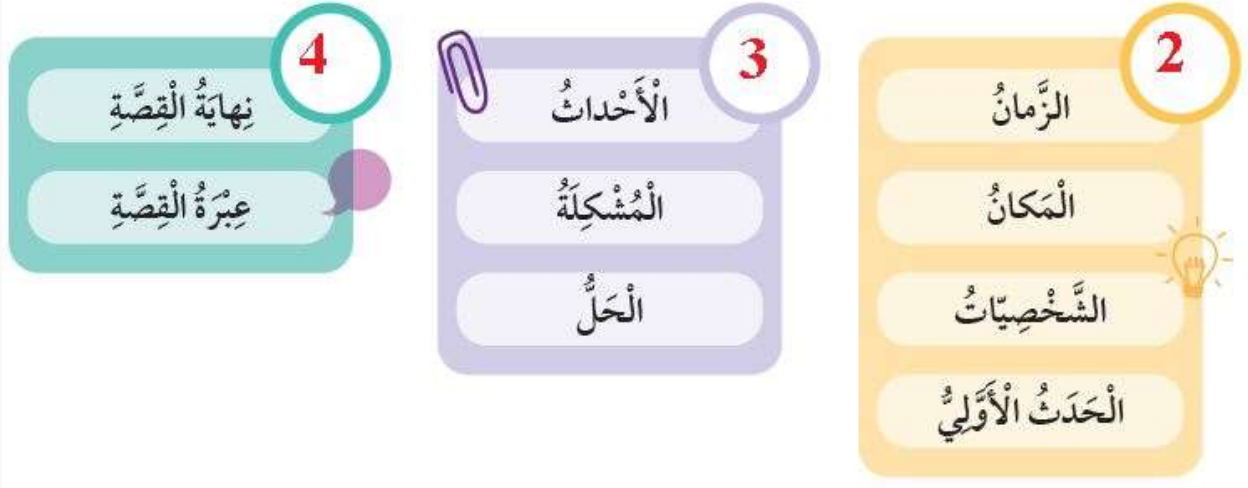 2
الزَّمانُ
الْمَكانُ
الشَّخْصِيّاتُ
الْحَدَثُ الْأَوَّلِيُّ
3
الْأَحْداثُ
الْمُشْكِلَةُ
الْحَلُّ
4
نِهايَةُ الْقِصَّةِ
عِبْرَةُ الْقِصَّةِ